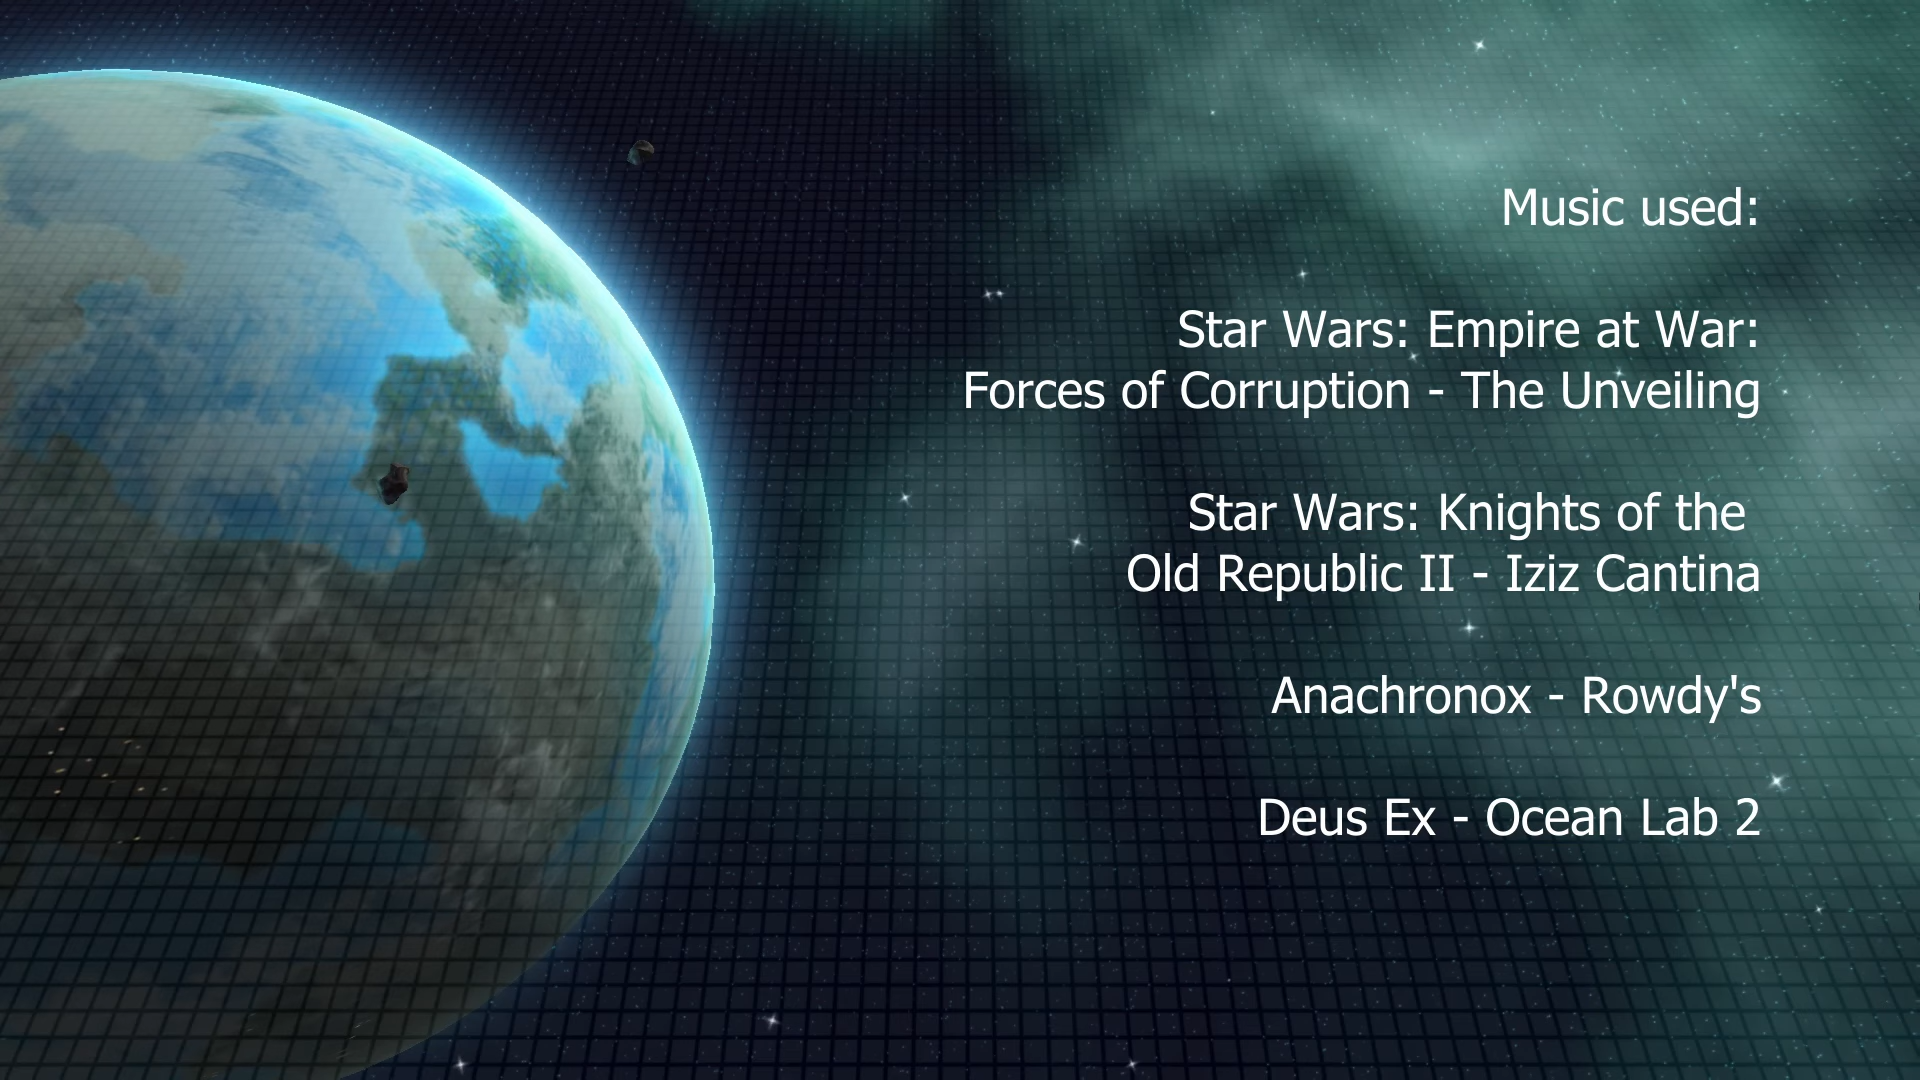 Music used:
Star Wars: Empire at War:
Forces of Corruption - The Unveiling
Star Wars: Knights of the
Old Republic II - Iziz Cantina
Anachronox - Rowdy's
Deus Ex - Ocean Lab 2